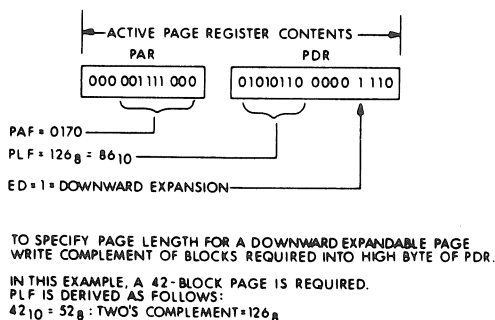 ACTIVE PAGE REGISTER CONTENTS
PAR PDR
000 001111 000 01010110 0000 1 110
PAF = 0170
PLF = 126₈ = 86₁₀
ED = 1 = DOWNWARD EXPANSION
TO SPECIFY PAGE LENGTH FOR A DOWNWARD EXPANDABLE PAGE
WRITE COMPLEMENT OF BLOCKS REQUIRED INTO HIGH BYTE OF PDR.
IN THIS EXAMPLE, A 42-BLOCK PAGE IS REQUIRED.
PLF IS DERIVED AS FOLLOWS:
42₁₀ = 52₈ : TWO'S COMPLEMENT = 126₈